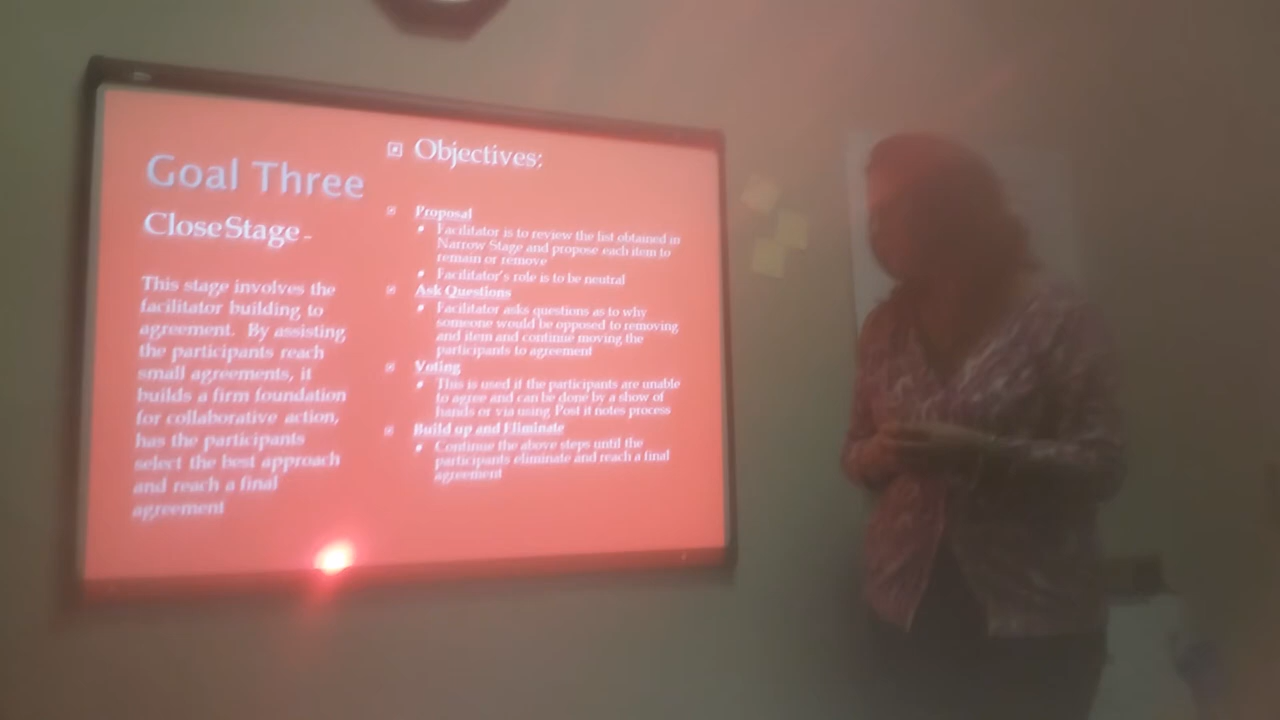 Goal Three
Close Stage -
This stage involves the
facilitator building to
agreement. By assisting
the participants reach
small agreements, it
builds a firm foundation
for collaborative action,
has the participants
select the best approach
and reach a final
agreement
Objectives:
Proposal
Facilitator is to review the list obtained in
Narrow Stage and propose each item to
remain or remove
Facilitator's role is to be neutral
Ask Questions
Facilitator asks questions as to why
someone would be opposed to removing
and item and continue moving the
participants to agreement
Voting
This is used if the participants are unable
to agree and can be done by a show of
hands or via using Post it notes process
Build up and Eliminate
Continue the above steps until the
participants eliminate and reach a final
agreement